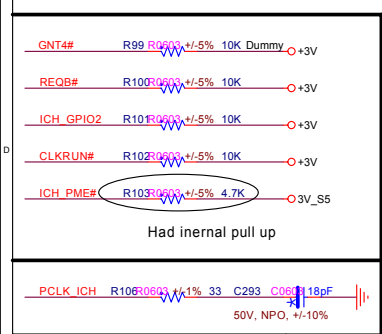 GNT4# R99 R0603 +/-5% 10K Dummy +3V
REQB# R100 R0603 +/-5% 10K +3V
ICH_GPIO2 R101 R0603 +/-5% 10K +3V
D
CLKRUN# R102 R0603 +/-5% 10K +3V
ICH_PME# R103 R0603 +/-5% 4.7K 3V_S5
Had inernal pull up
PCLK_ICH R106 R0603 +/-1% 33 C293 C0603 18pF
50V, NPO, +/-10%